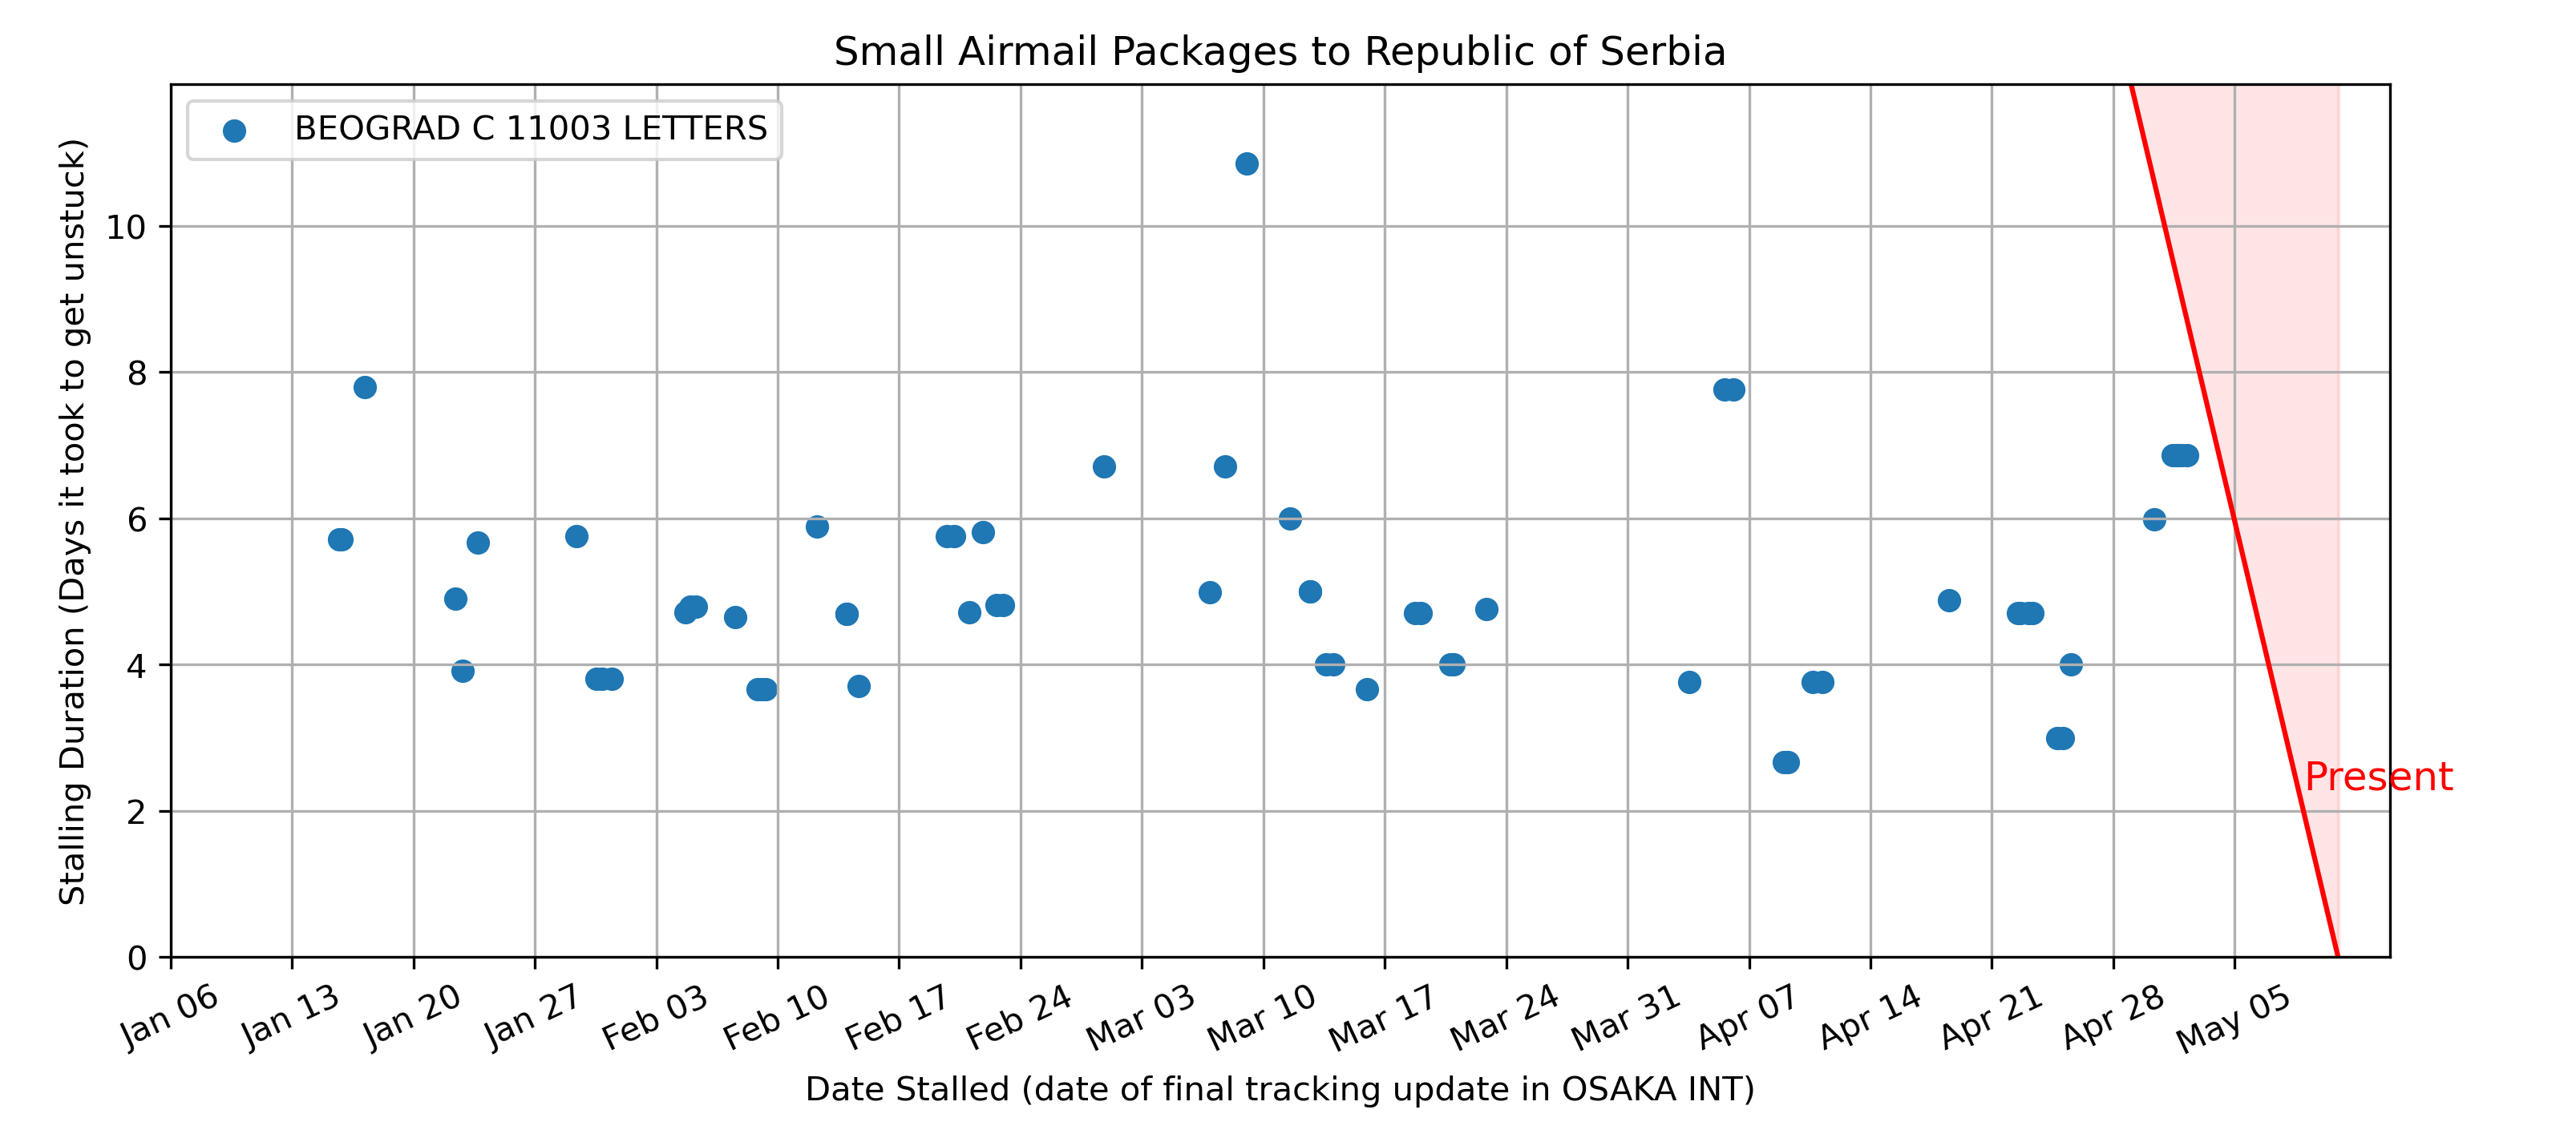 Small Airmail Packages to Republic of Serbia
BEOGRAD C 11003 LETTERS
Stalling Duration (Days it took to get unstuck)
10
8
6
4
2
0
Present
Jan 06
Jan 13
Jan 20
Jan 27
Feb 03
Feb 10
Feb 17
Feb 24
Mar 03
Mar 10
Mar 17
Mar 24
Mar 31
Apr 07
Apr 14
Apr 21
Apr 28
May 05
Date Stalled (date of final tracking update in OSAKA INT)